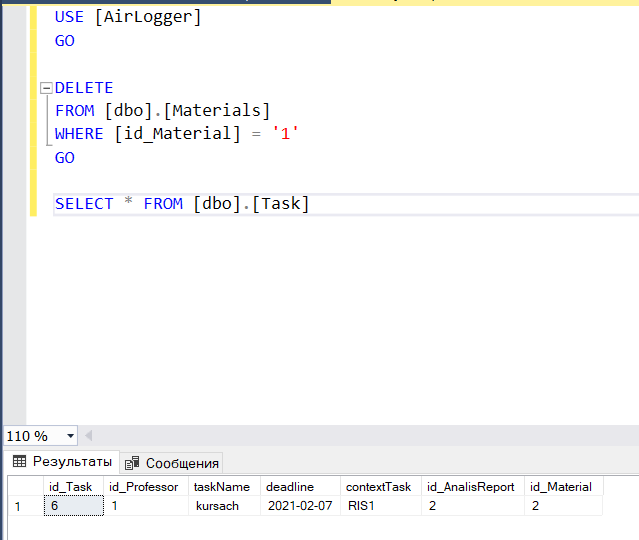 USE [AirLogger]
GO
DELETE
FROM [dbo].[Materials]
WHERE [id_Material] = '1'
GO
SELECT * FROM [dbo].[Task]
110 %
Результаты Сообщения
id_Task id_Professor taskName deadline contextTask id_AnalisReport id_Material
1 6 1 kursach 2021-02-07 RIS1 2 2